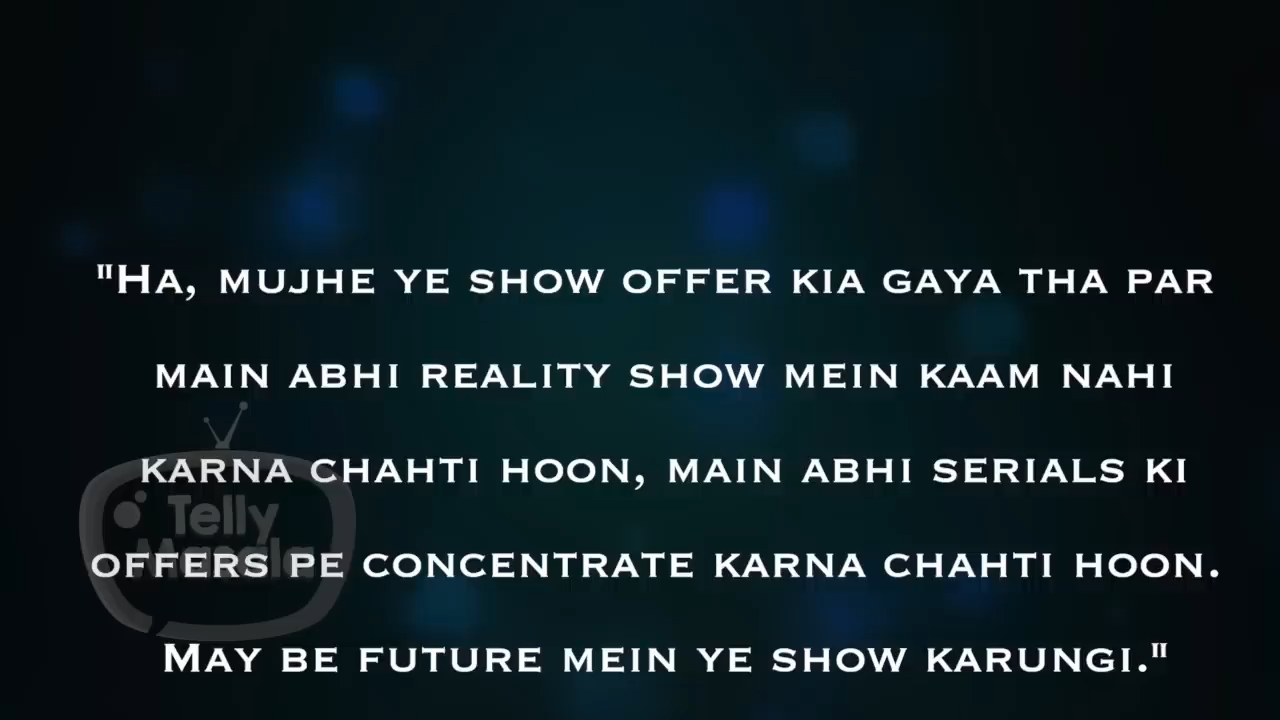 "Ha, mujhe ye show offer kia gaya tha par
main abhi reality show mein kaam nahi
karna chahti hoon, main abhi serials ki
Telly
offers pe concentrate karna chahti hoon.
Masala
May be future mein ye show karungi."